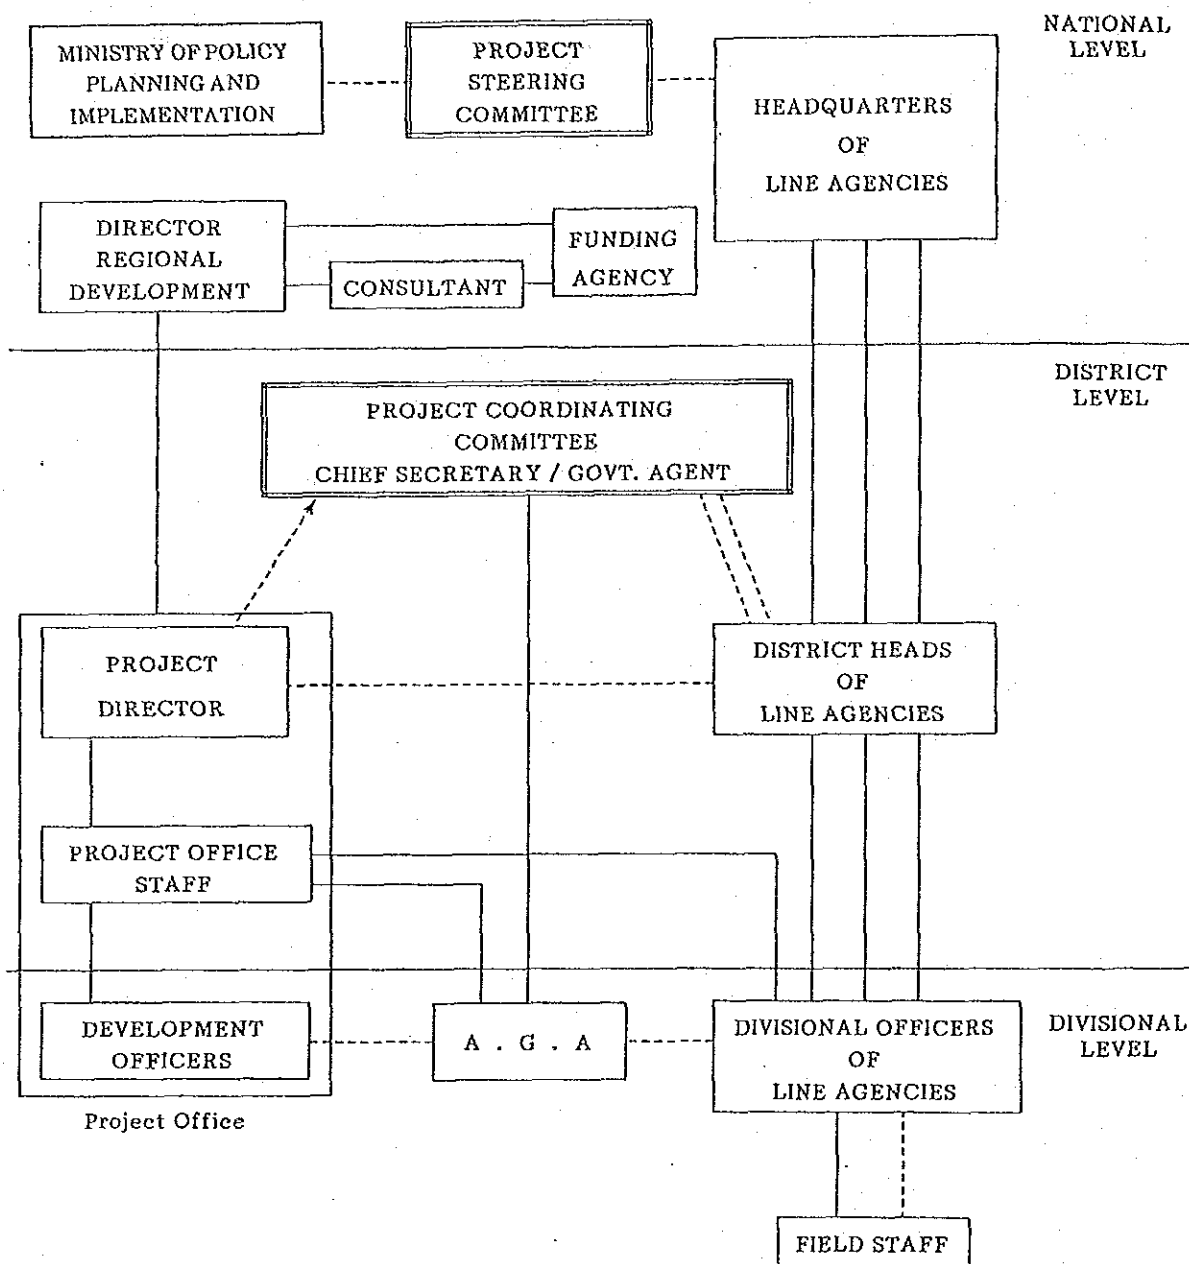 NATIONAL
LEVEL
MINISTRY OF POLICY
PLANNING AND
IMPLEMENTATION
PROJECT
STEERING
COMMITTEE
HEADQUARTERS
OF
LINE AGENCIES
DIRECTOR
REGIONAL
DEVELOPMENT
CONSULTANT
FUNDING
AGENCY
DISTRICT
LEVEL
PROJECT COORDINATING
COMMITTEE
CHIEF SECRETARY / GOVT. AGENT
PROJECT
DIRECTOR
DISTRICT HEADS
OF
LINE AGENCIES
PROJECT OFFICE
STAFF
DEVELOPMENT
OFFICERS
A . G . A
DIVISIONAL OFFICERS
OF
LINE AGENCIES
DIVISIONAL
LEVEL
Project Office
FIELD STAFF